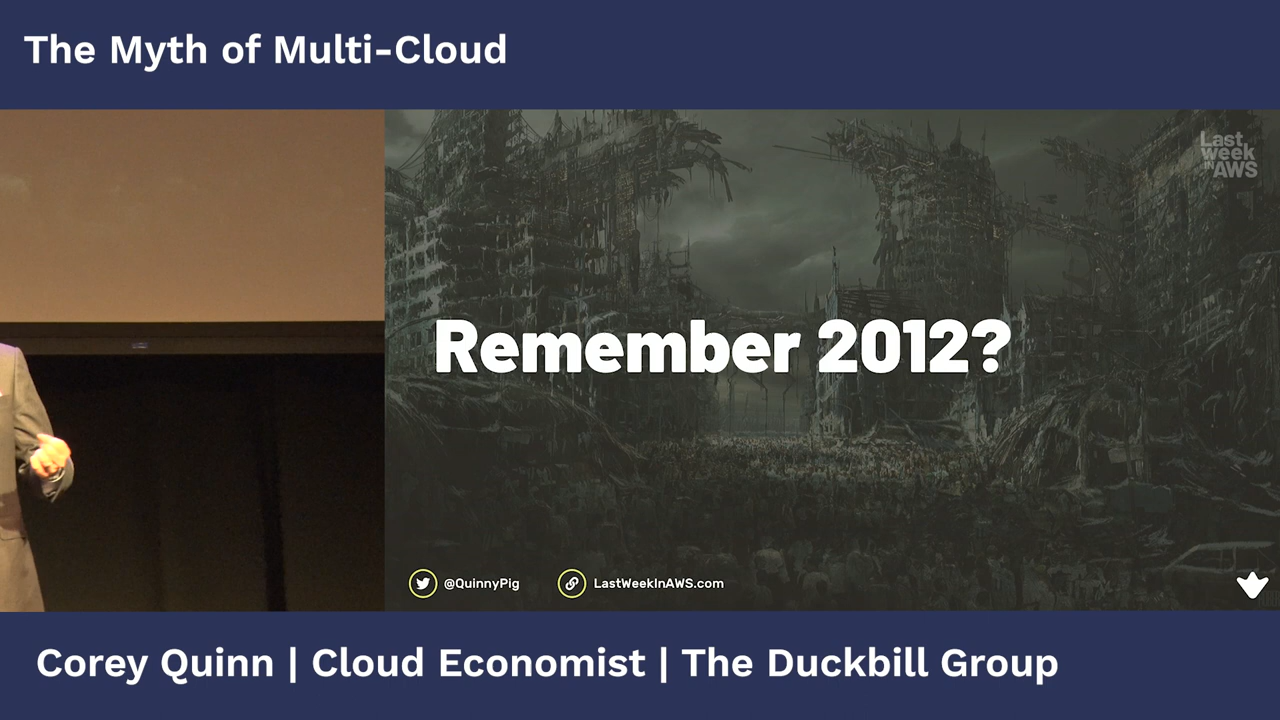 The Myth of Multi-Cloud
Last
week
IN AWS
Remember 2012?
@QuinnyPig
LastWeekInAWS.com
Corey Quinn | Cloud Economist | The Duckbill Group